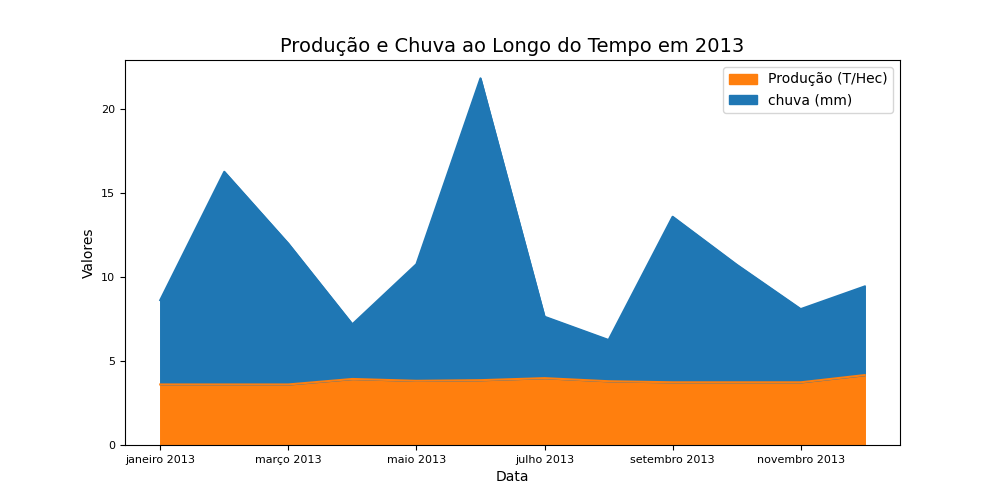 Produção e Chuva ao Longo do Tempo em 2013
Produção (T/Hec)
chuva (mm)
Valores
20
15
10
5
0
janeiro 2013
março 2013
maio 2013
julho 2013
setembro 2013
novembro 2013
Data